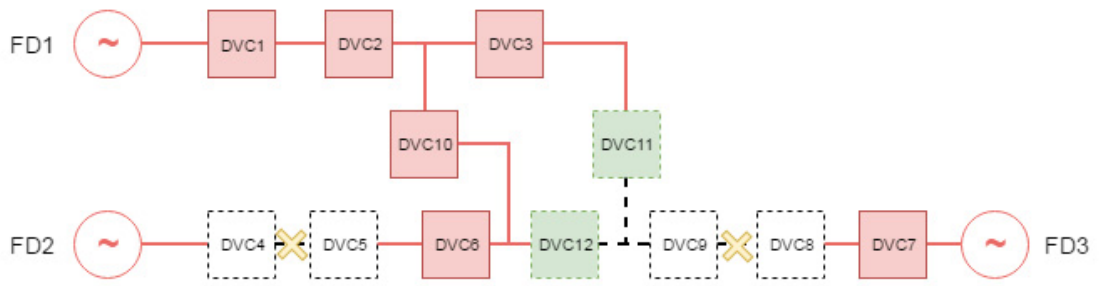 FD1 ~ DVC1 DVC2 DVC3
DVC10 DVC11
FD2 ~ DVC4 DVC5 DVC6 DVC12 DVC9 DVC8 DVC7 ~ FD3